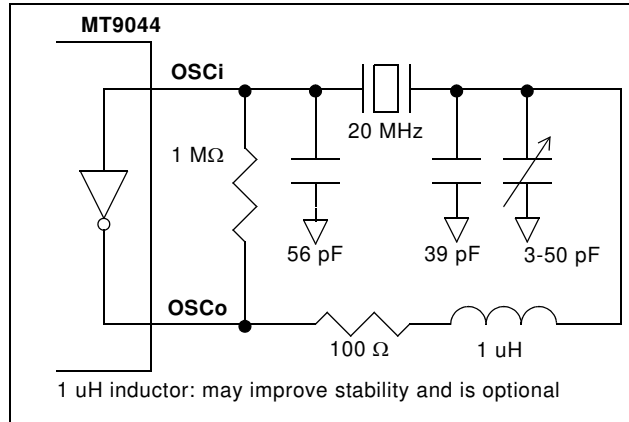 MT9044
OSCi
20 MHz
1 MΩ
56 pF
39 pF
3-50 pF
OSCo
100 Ω
1 uH
1 uH inductor: may improve stability and is optional